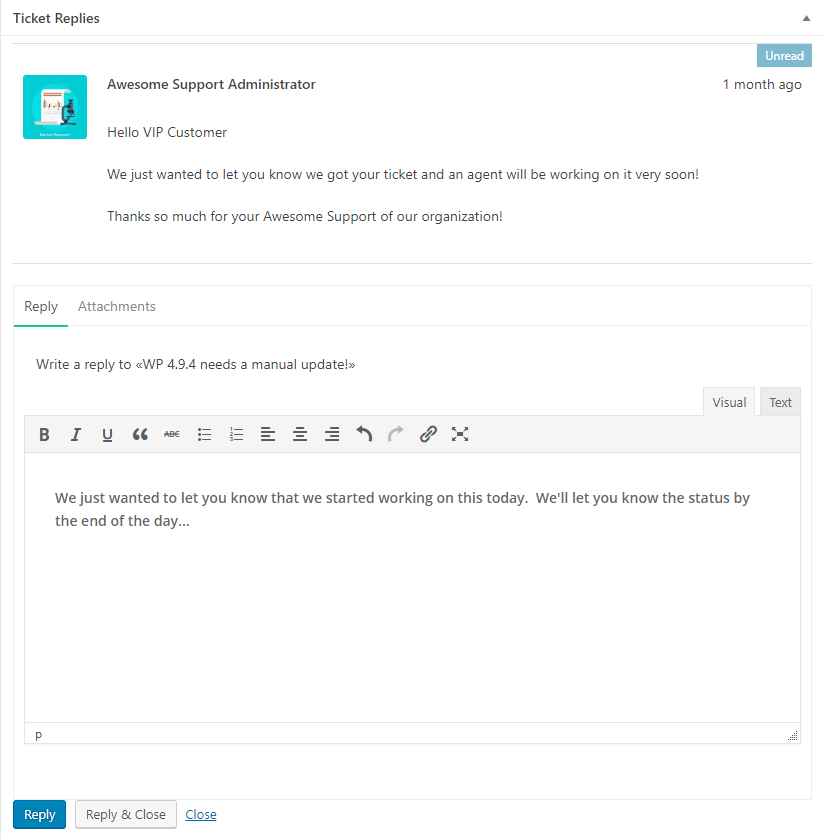 Ticket Replies
Unread
Awesome Support Administrator
1 month ago
Market Research
Hello VIP Customer
We just wanted to let you know we got your ticket and an agent will be working on it very soon!
Thanks so much for your Awesome Support of our organization!
Reply
Attachments
Write a reply to «WP 4.9.4 needs a manual update!»
Visual
Text
B I U ABC
We just wanted to let you know that we started working on this today. We'll let you know the status by
the end of the day...
p
Reply
Reply & Close
Close